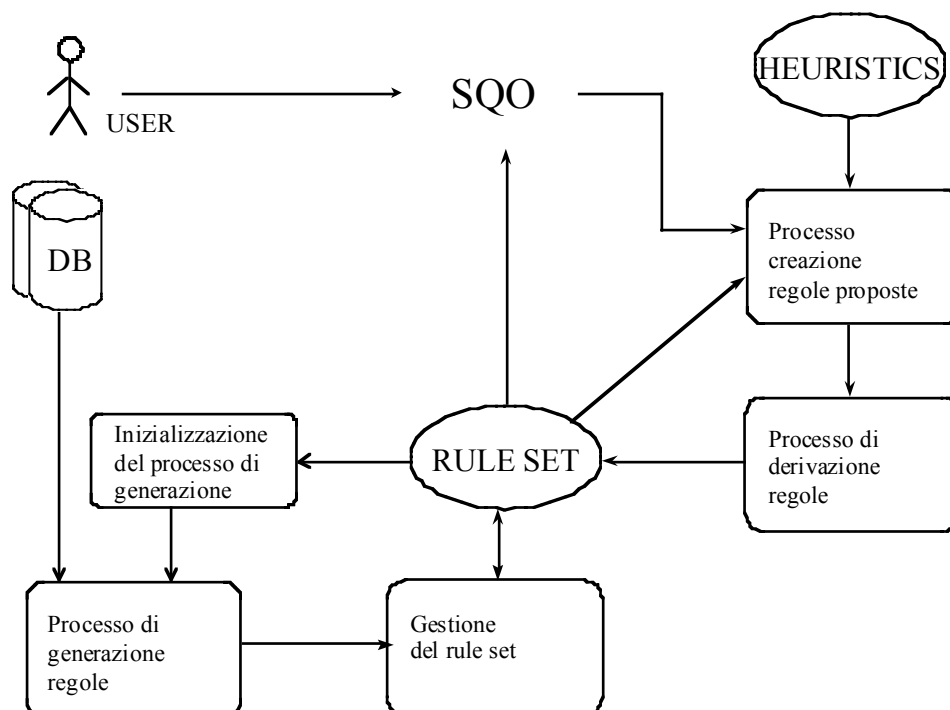 HEURISTICS
SQO
USER
DB
Processo
creazione
regole proposte
Inizializzazione
del processo di
generazione
RULE SET
Processo di
derivazione
regole
Processo di
generazione
regole
Gestione
del rule set